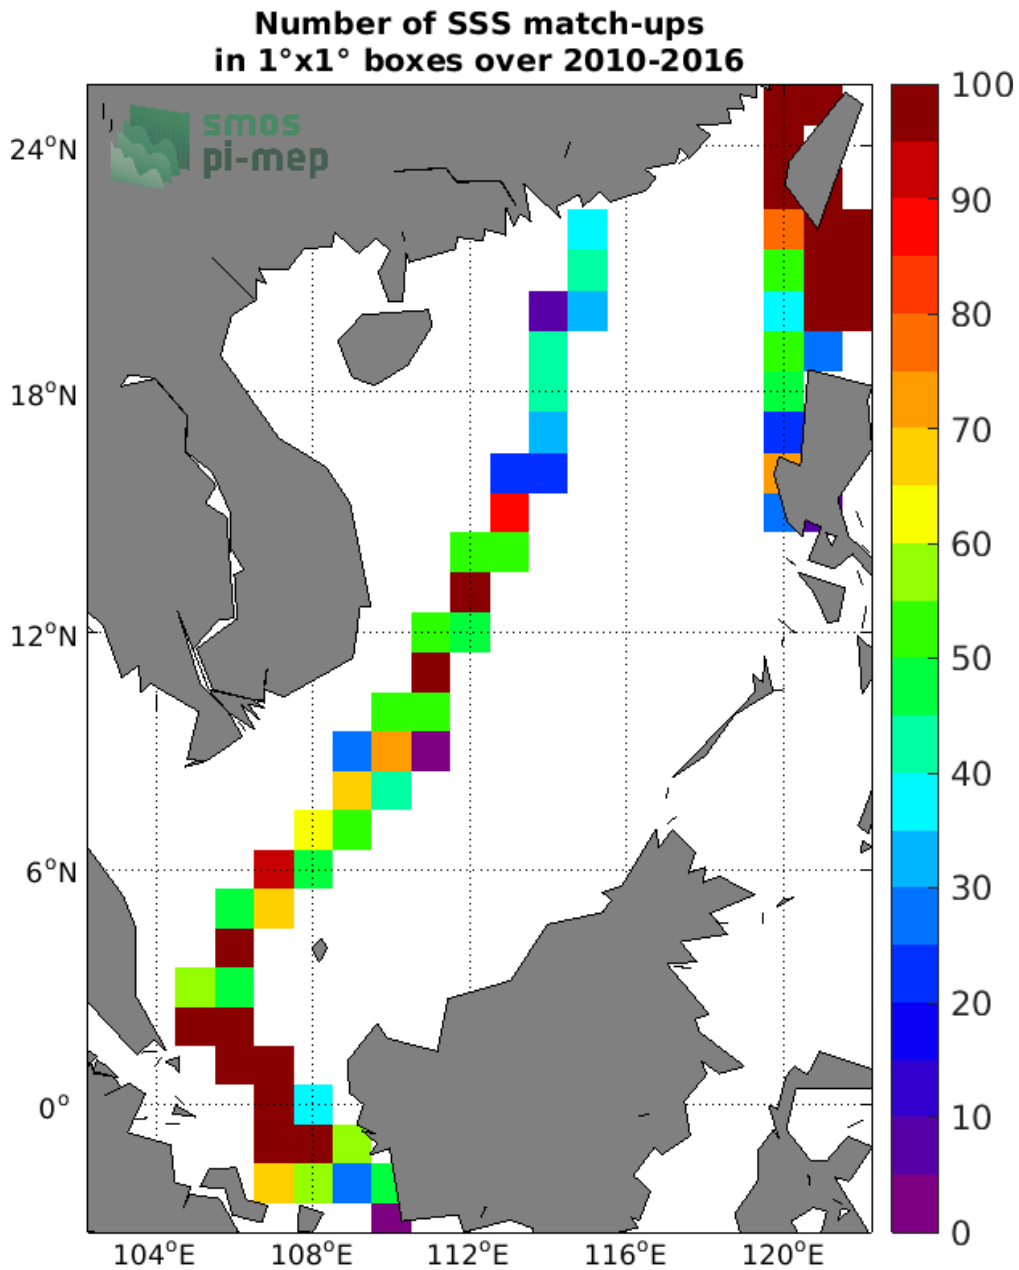 Number of SSS match-ups
in 1°x1° boxes over 2010-2016
smos
pi-mep
24°N
18°N
12°N
6°N
0°
104°E 108°E 112°E 116°E 120°E
100
90
80
70
60
50
40
30
20
10
0